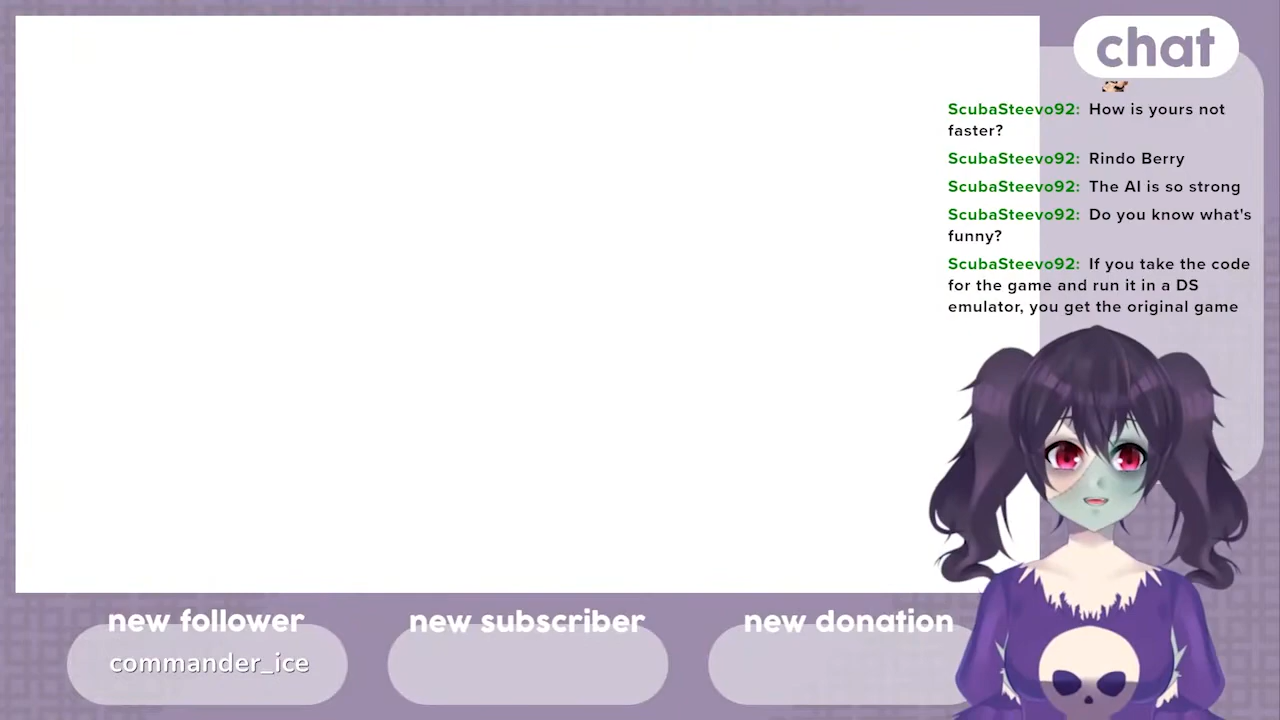 chat
ScubaSteevo92: How is yours not
faster?
ScubaSteevo92: Rindo Berry
ScubaSteevo92: The AI is so strong
ScubaSteevo92: Do you know what's
funny?
ScubaSteevo92: If you take the code
for the game and run it in a DS
emulator, you get the original game
new follower
commander_ice
new subscriber
new donation